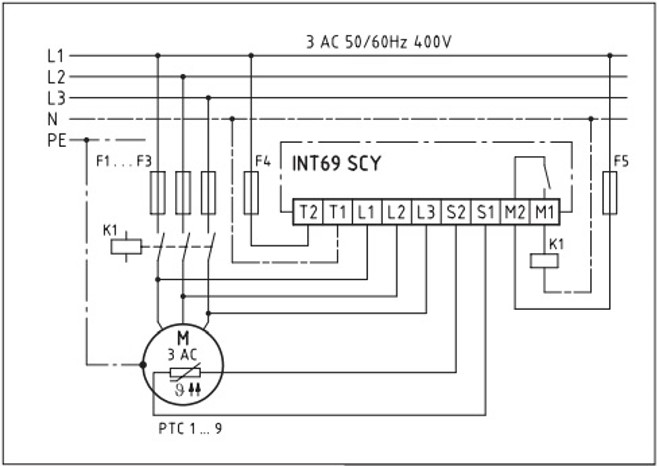 3 AC 50/60Hz 400V
L1
L2
L3
N
PE
F1...F3
F4
INT69 SCY
F5
T2 T1 L1 L2 L3 S2 S1 M2 M1
K1
K1
M
3 AC
ϑ
PTC 1... 9